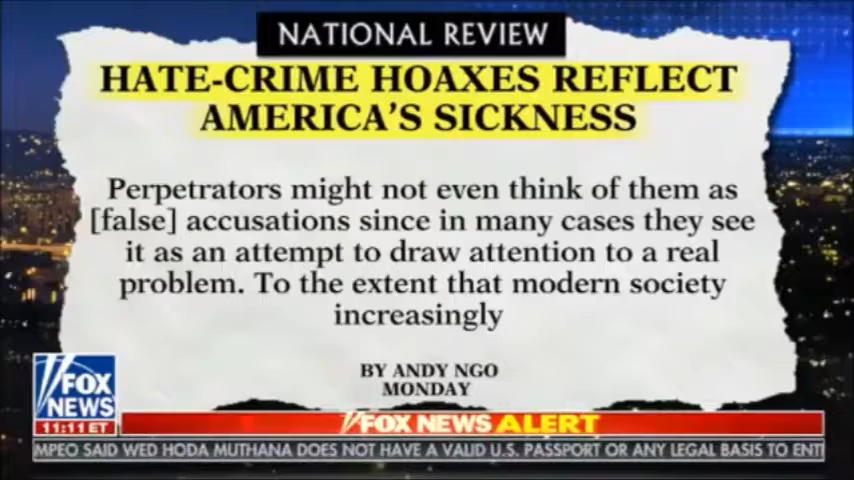 NATIONAL REVIEW
HATE-CRIME HOAXES REFLECT
AMERICA'S SICKNESS
Perpetrators might not even think of them as
[false] accusations since in many cases they see
it as an attempt to draw attention to a real
problem. To the extent that modern society
increasingly
BY ANDY NGO
MONDAY
FOX
NEWS
11:11 ET
FOX NEWS ALERT
MPEO SAID WED HODA MUTHANA DOES NOT HAVE A VALID U.S. PASSPORT OR ANY LEGAL BASIS TO ENT